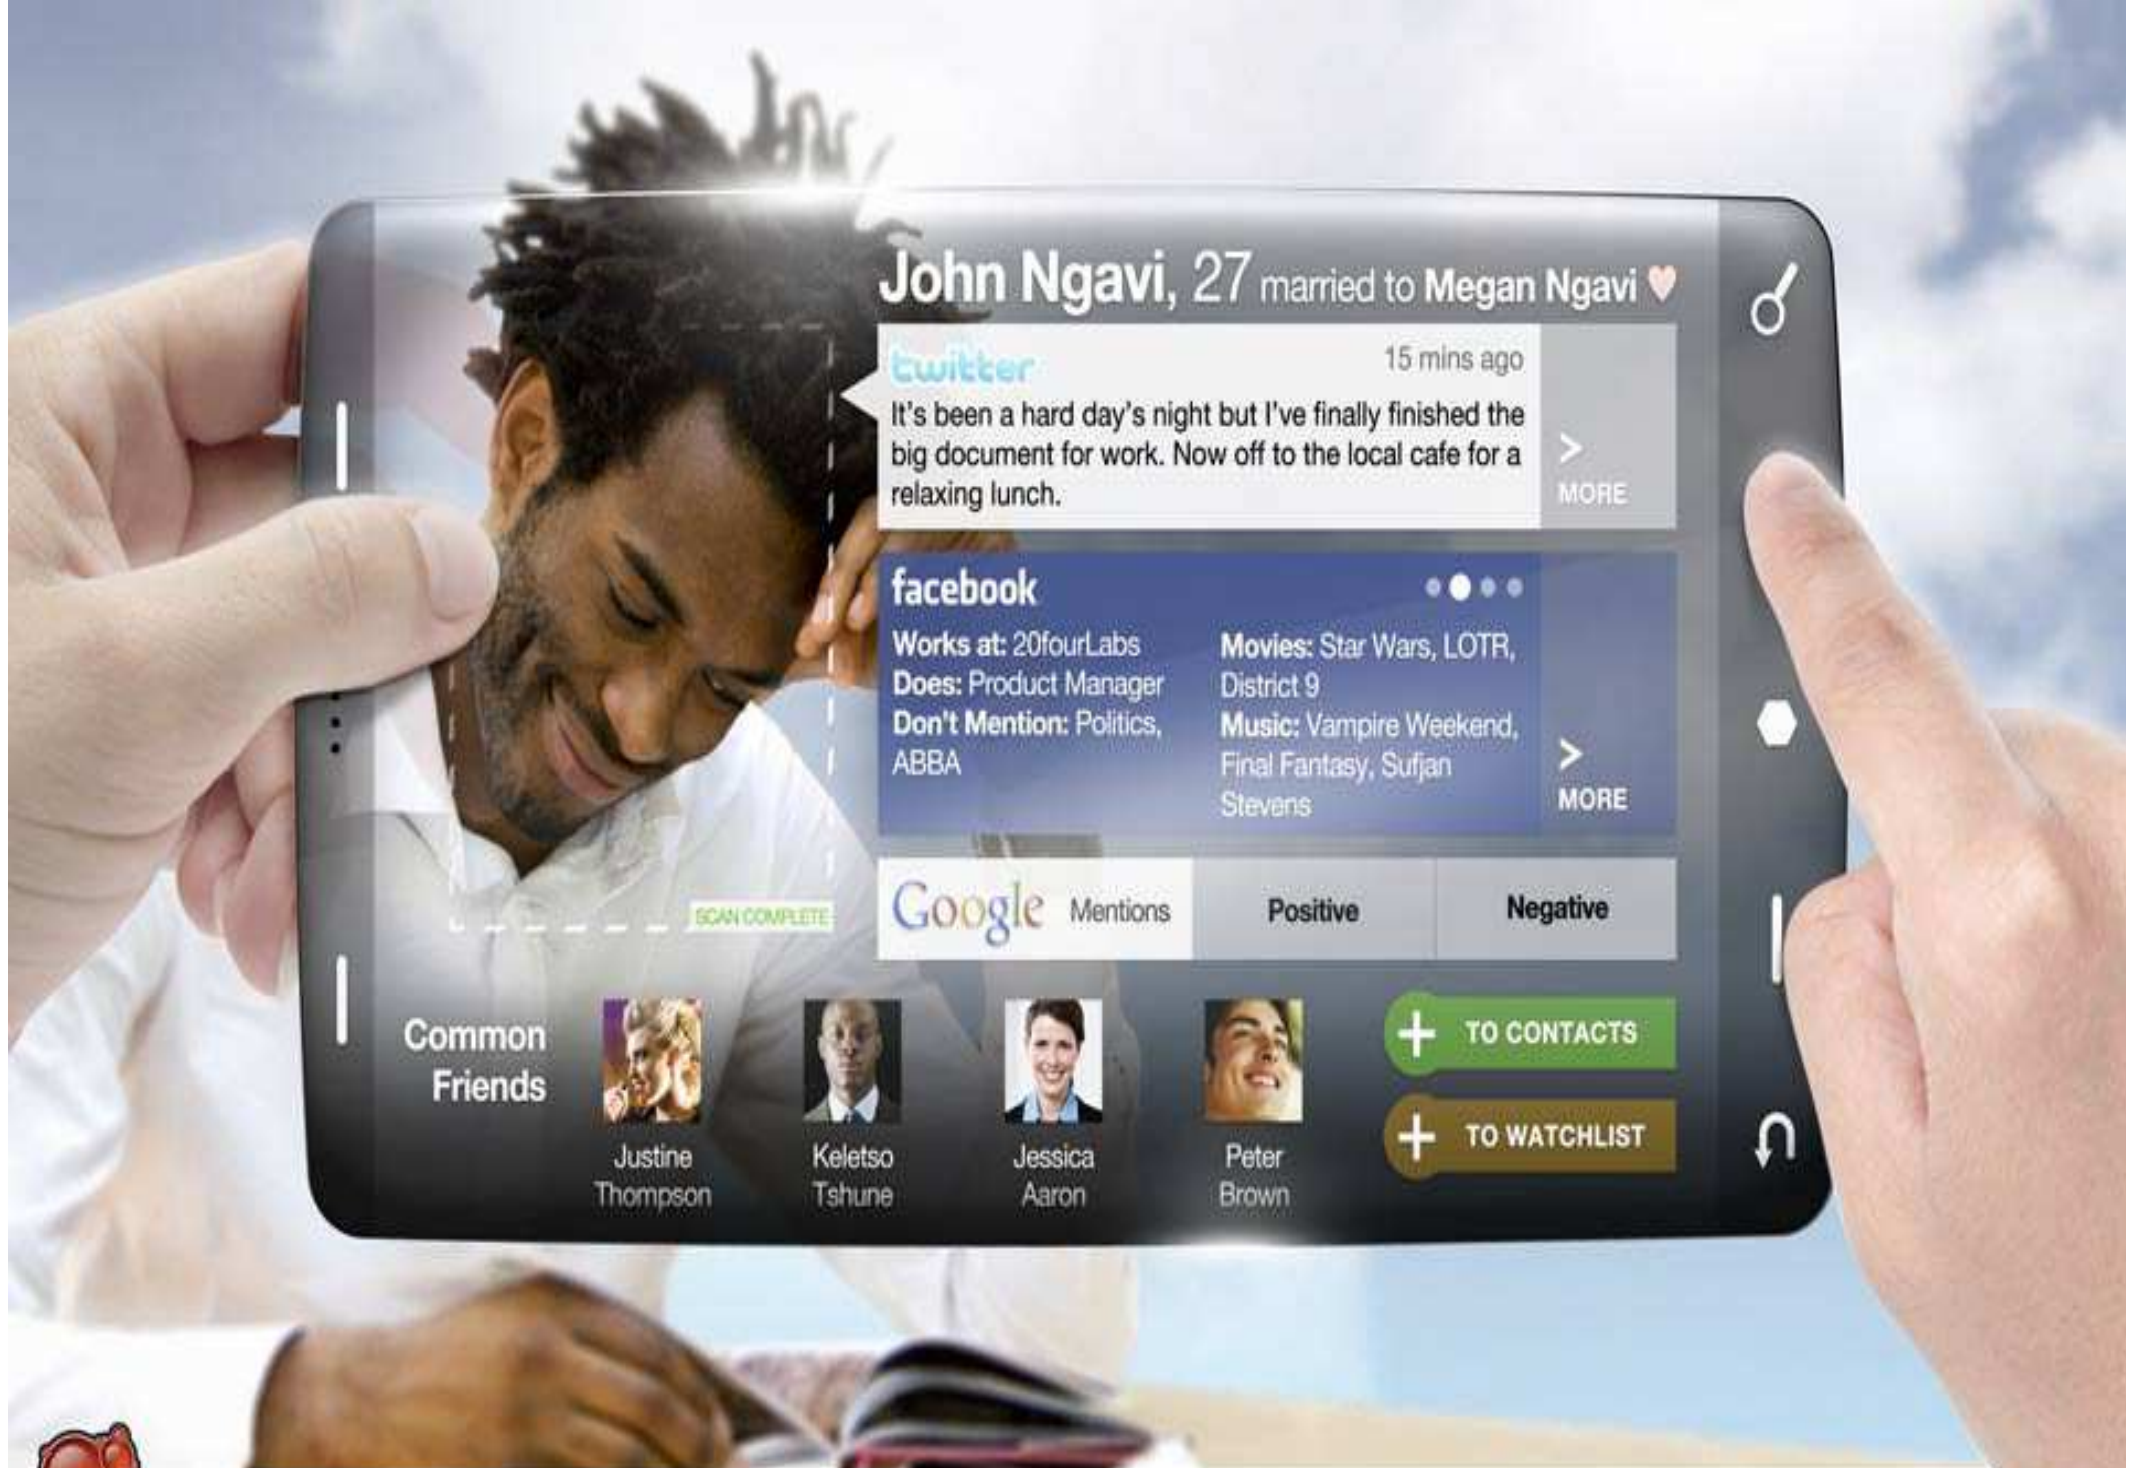 John Ngavi, 27 married to Megan Ngavi
twitter
15 mins ago
It's been a hard day's night but I've finally finished the
big document for work. Now off to the local cafe for a
relaxing lunch.
>
MORE
facebook
Works at: 20fourLabs
Does: Product Manager
Don't Mention: Politics,
ABBA
Movies: Star Wars, LOTR,
District 9
Music: Vampire Weekend,
Final Fantasy, Sufjan
Stevens
>
MORE
SCAN COMPLETE
Google Mentions
Positive
Negative
Common
Friends
Justine
Thompson
Keletso
Tshune
Jessica
Aaron
Peter
Brown
+ TO CONTACTS
+ TO WATCHLIST